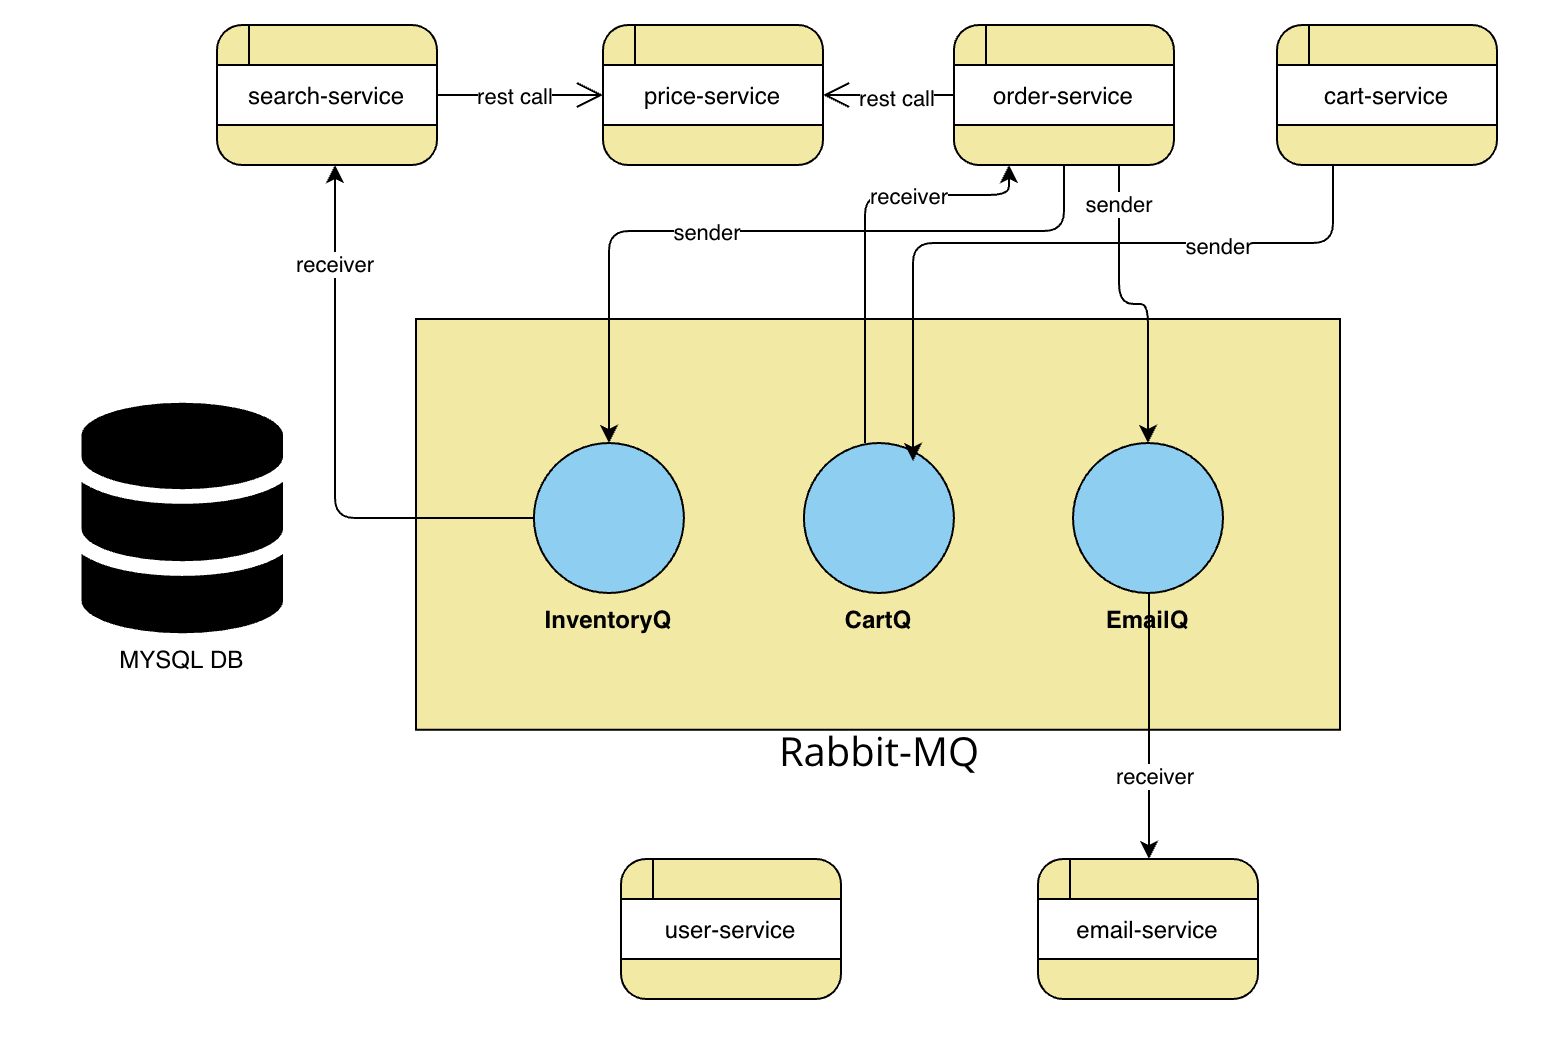 search-service
rest call
price-service
rest call
order-service
cart-service
receiver
sender
sender
sender
receiver
InventoryQ
CartQ
EmailQ
MYSQL DB
Rabbit-MQ
receiver
user-service
email-service